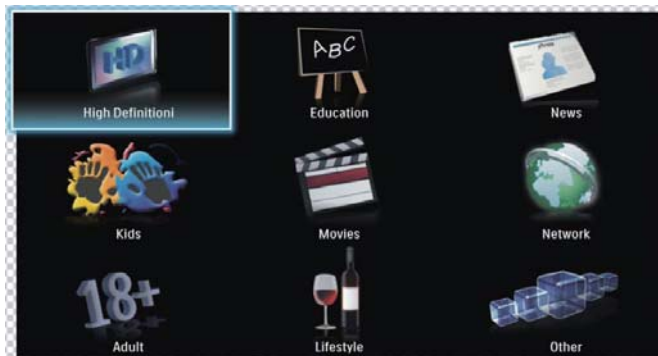 HD
High Definitioni
ABC
Education
News
Kids
Movies
Network
18+
Adult
Lifestyle
Other